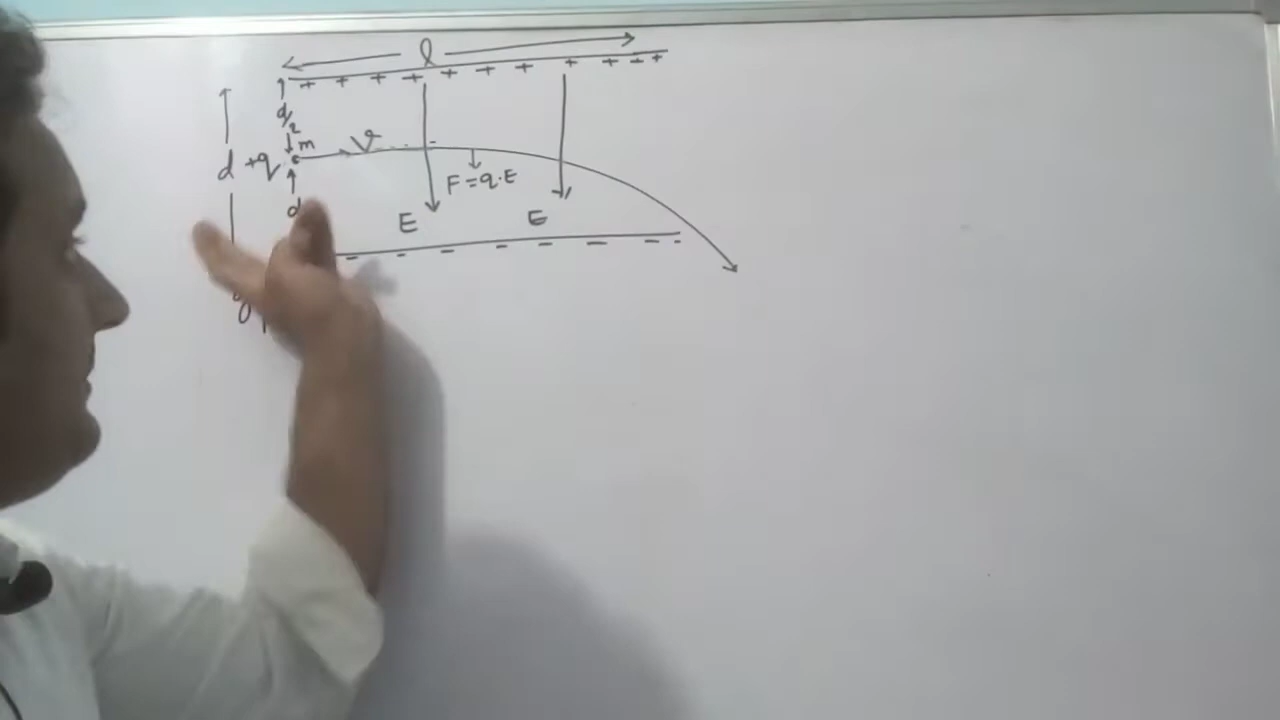 l
+ + + + + + + + + + +
d/2
m
v
d +q
F = q·E
d
E E
- - - - - - - -